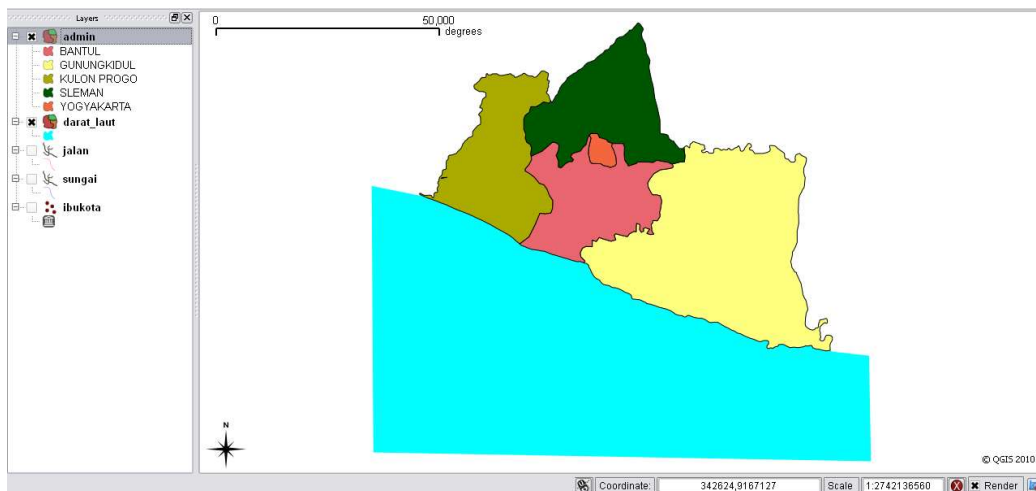 Layers
admin
BANTUL
GUNUNGKIDUL
KULON PROGO
SLEMAN
YOGYAKARTA
darat_laut
jalan
sungai
ibukota
0 50,000
degrees
N
© QGIS 2010
Coordinate: 342624,9167127 Scale 1:2742136560 Render